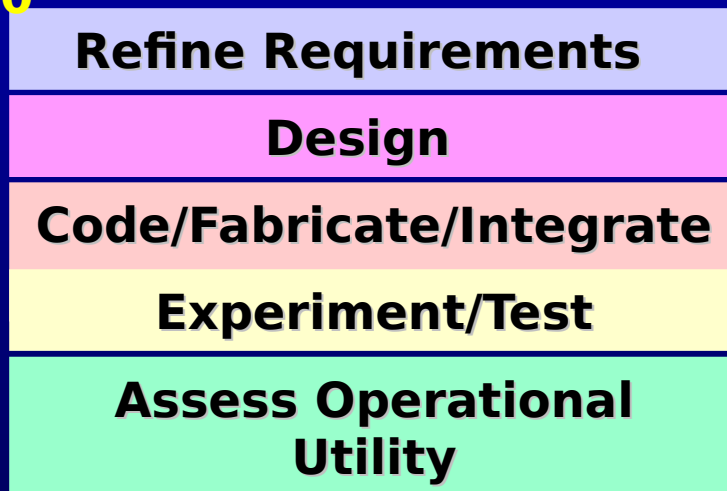 Refine Requirements
Design
Code/Fabricate/Integrate
Experiment/Test
Assess Operational
Utility